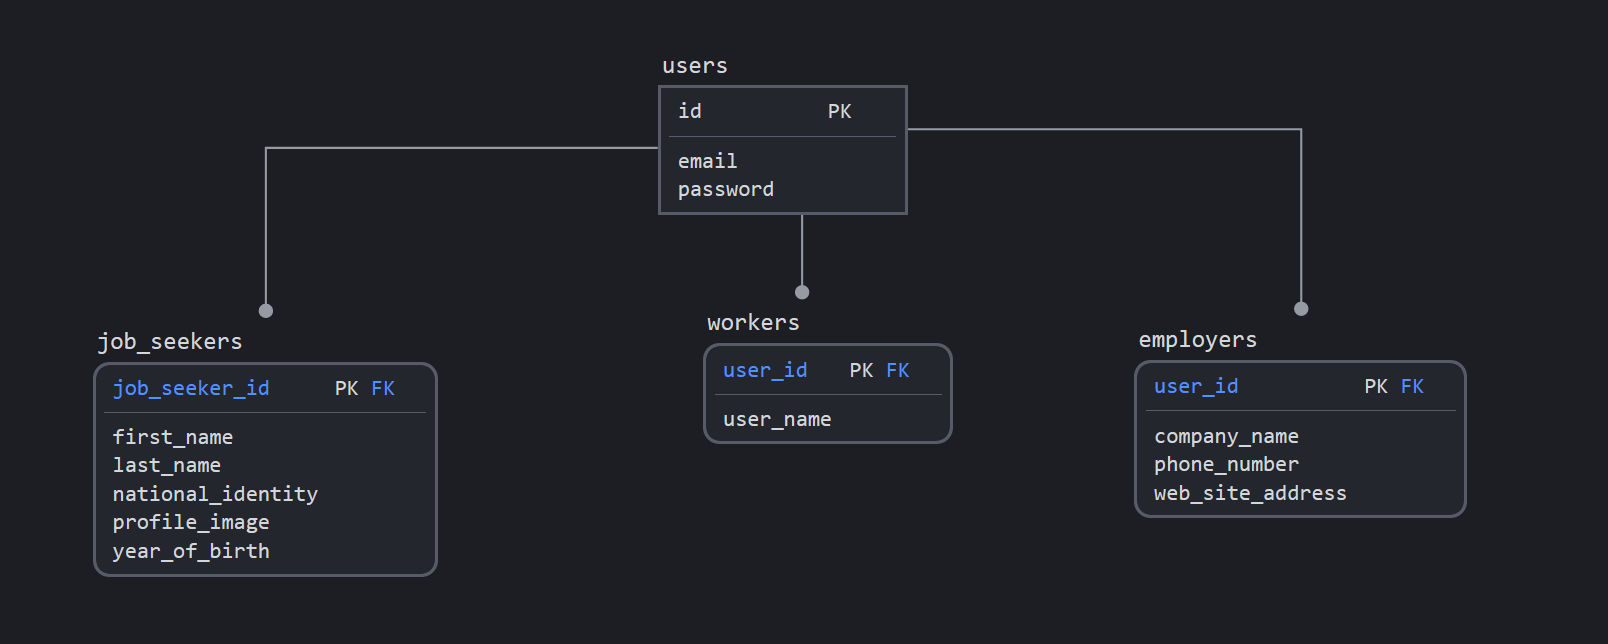 users
id PK
email
password
job_seekers
job_seeker_id PK FK
first_name
last_name
national_identity
profile_image
year_of_birth
workers
user_id PK FK
user_name
employers
user_id PK FK
company_name
phone_number
web_site_address